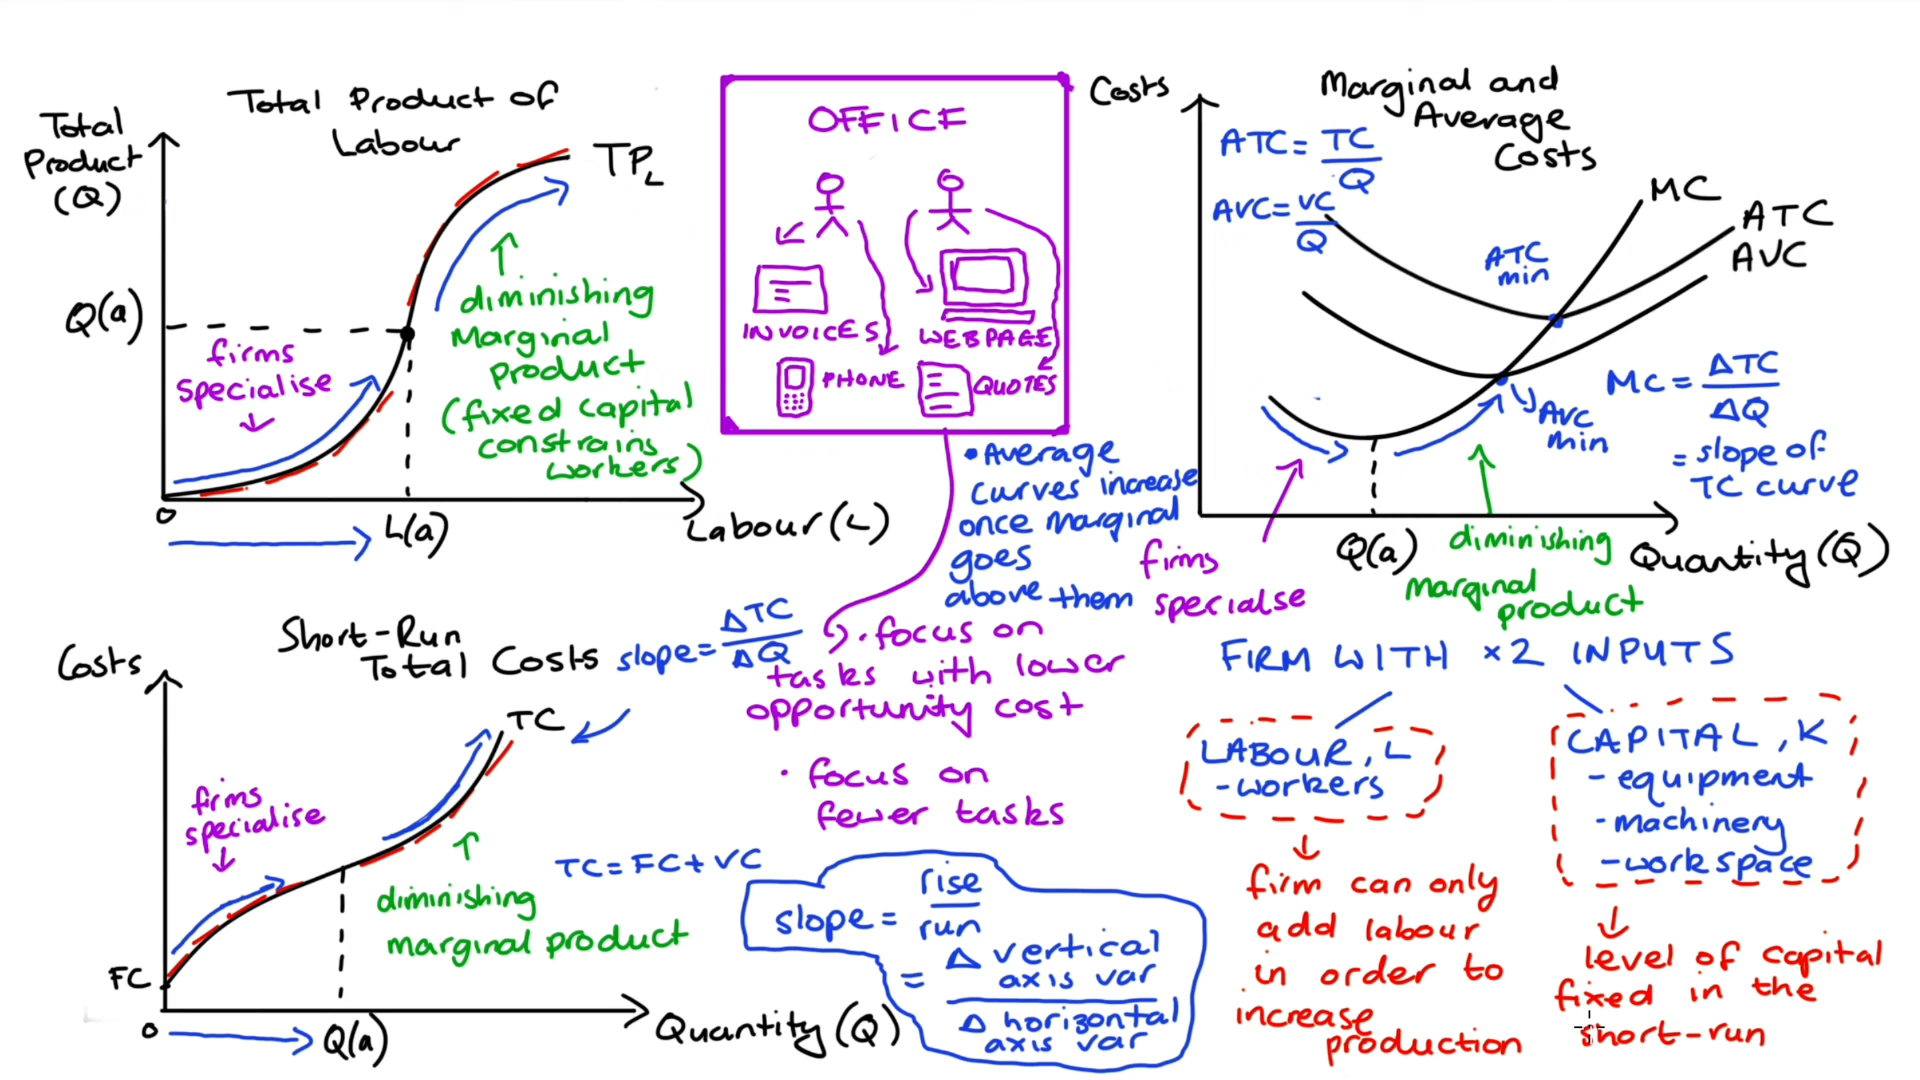 Total Product of
Labour
Total
Product
(Q)
TPL
Q(a)
firms
specialise
diminishing
Marginal
product
(fixed capital
constrains
workers)
0
L(a)
Labour (L)
OFFICE
INVOICES
WEBPAGE
PHONE
QUOTES
• Average
curves increase
once marginal
goes
above them
• focus on
tasks with lower
opportunity cost
• focus on
fewer tasks
Costs
Marginal and
Average
Costs
ATC = TC
Q
AVC = VC
Q
MC
ATC
AVC
ATC
min
AVC
min
MC = ΔTC
ΔQ
= slope of
TC curve
Q(a)
Quantity (Q)
firms
specialse
diminishing
marginal
product
Short-Run
Total Costs
slope = ΔTC
ΔQ
Costs
TC
firms
specialise
diminishing
marginal product
TC = FC + VC
FC
0
Q(a)
Quantity (Q)
slope = rise
run
= Δ vertical
axis var
Δ horizontal
axis var
FIRM WITH ×2 INPUTS
LABOUR, L
- workers
firm can only
add labour
in order to
increase
production
CAPITAL, K
- equipment
- machinery
- workspace
level of capital
fixed in the
short-run